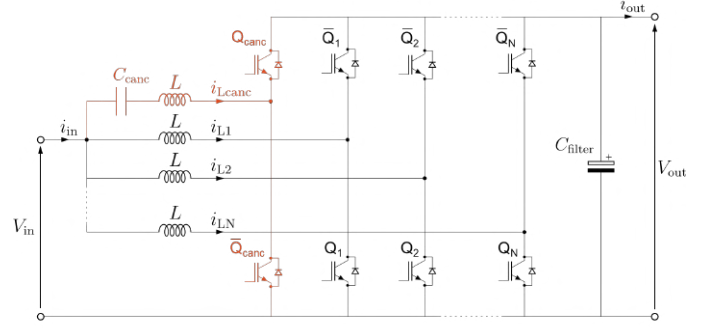 i_out
Q_canc Q̅_1 Q̅_2 Q̅_N
C_canc L i_Lcanc
i_in L i_L1
C_filter +
L i_L2
V_in V_out
L i_LN
Q̅_canc Q_1 Q_2 Q_N